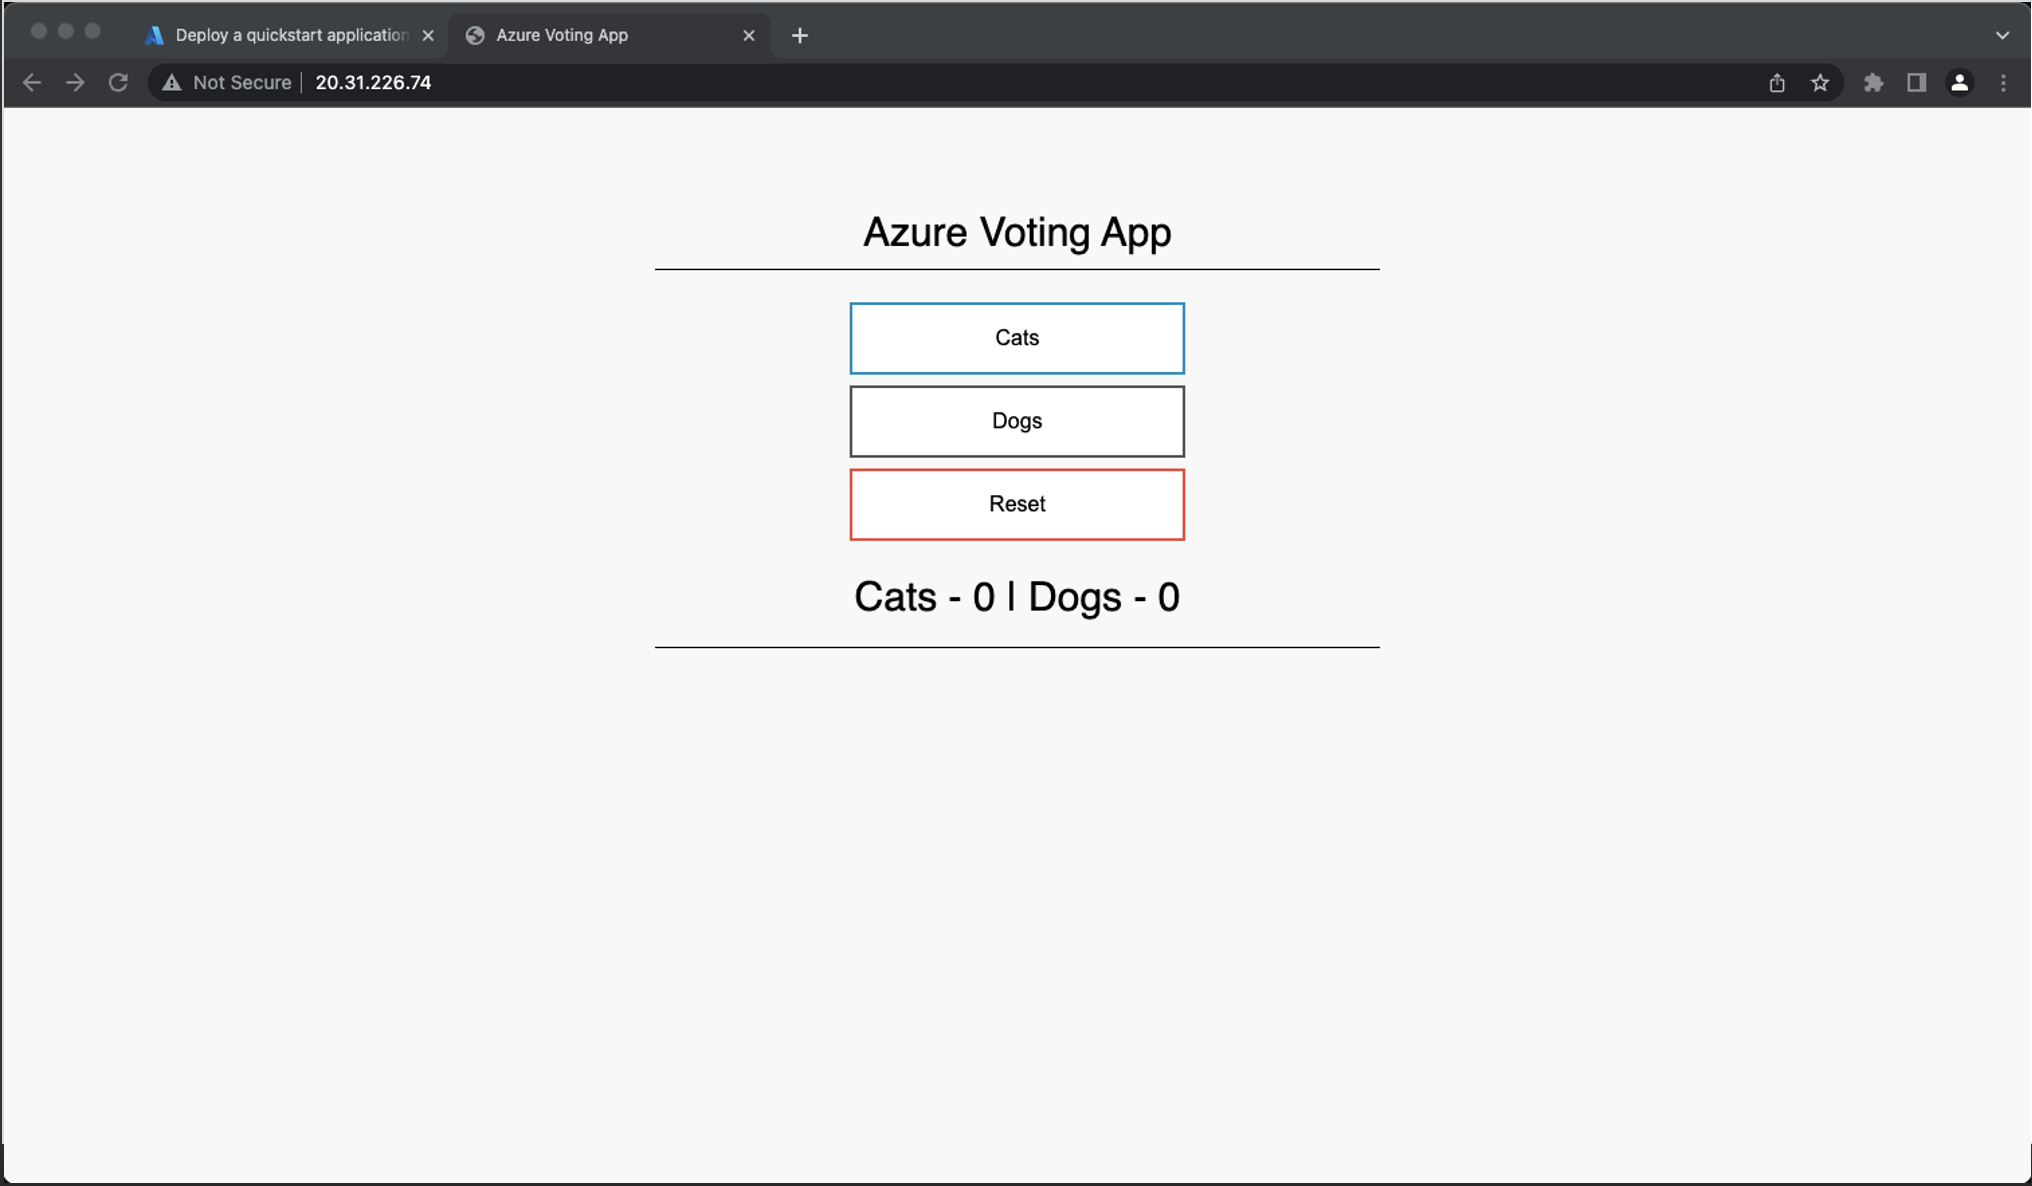 Deploy a quickstart application
Azure Voting App
Not Secure
20.31.226.74
Azure Voting App
Cats
Dogs
Reset
Cats - 0 | Dogs - 0